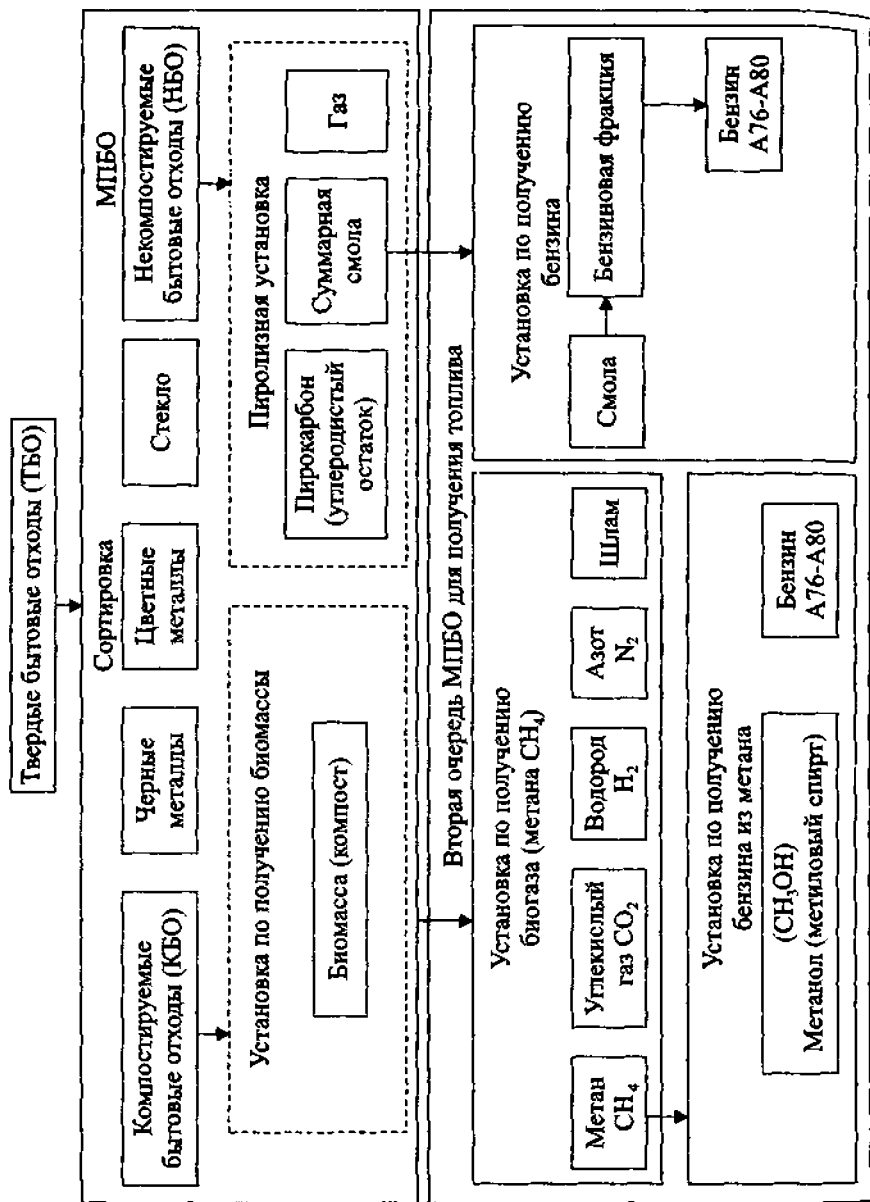 Твердые бытовые отходы (ТБО)
Сортировка
МПБО
Компостируемые
бытовые отходы (КБО)
Черные
металлы
Цветные
металлы
Стекло
Некомпостируемые
бытовые отходы (НБО)
Установка по получению биомассы
Биомасса (компост)
Пиролизная установка
Пирокарбон
(углеродистый
остаток)
Суммарная
смола
Газ
Вторая очередь МПБО для получения топлива
Установка по получению
биогаза (метана CH₄)
Метан
CH₄
Углекислый
газ CO₂
Водород
H₂
Азот
N₂
Шлам
Установка по получению
бензина из метана
(CH₃OH)
Метанол (метиловый спирт)
Бензин
А76-А80
Установка по получению
бензина
Смола
Бензиновая фракция
Бензин
А76-А80